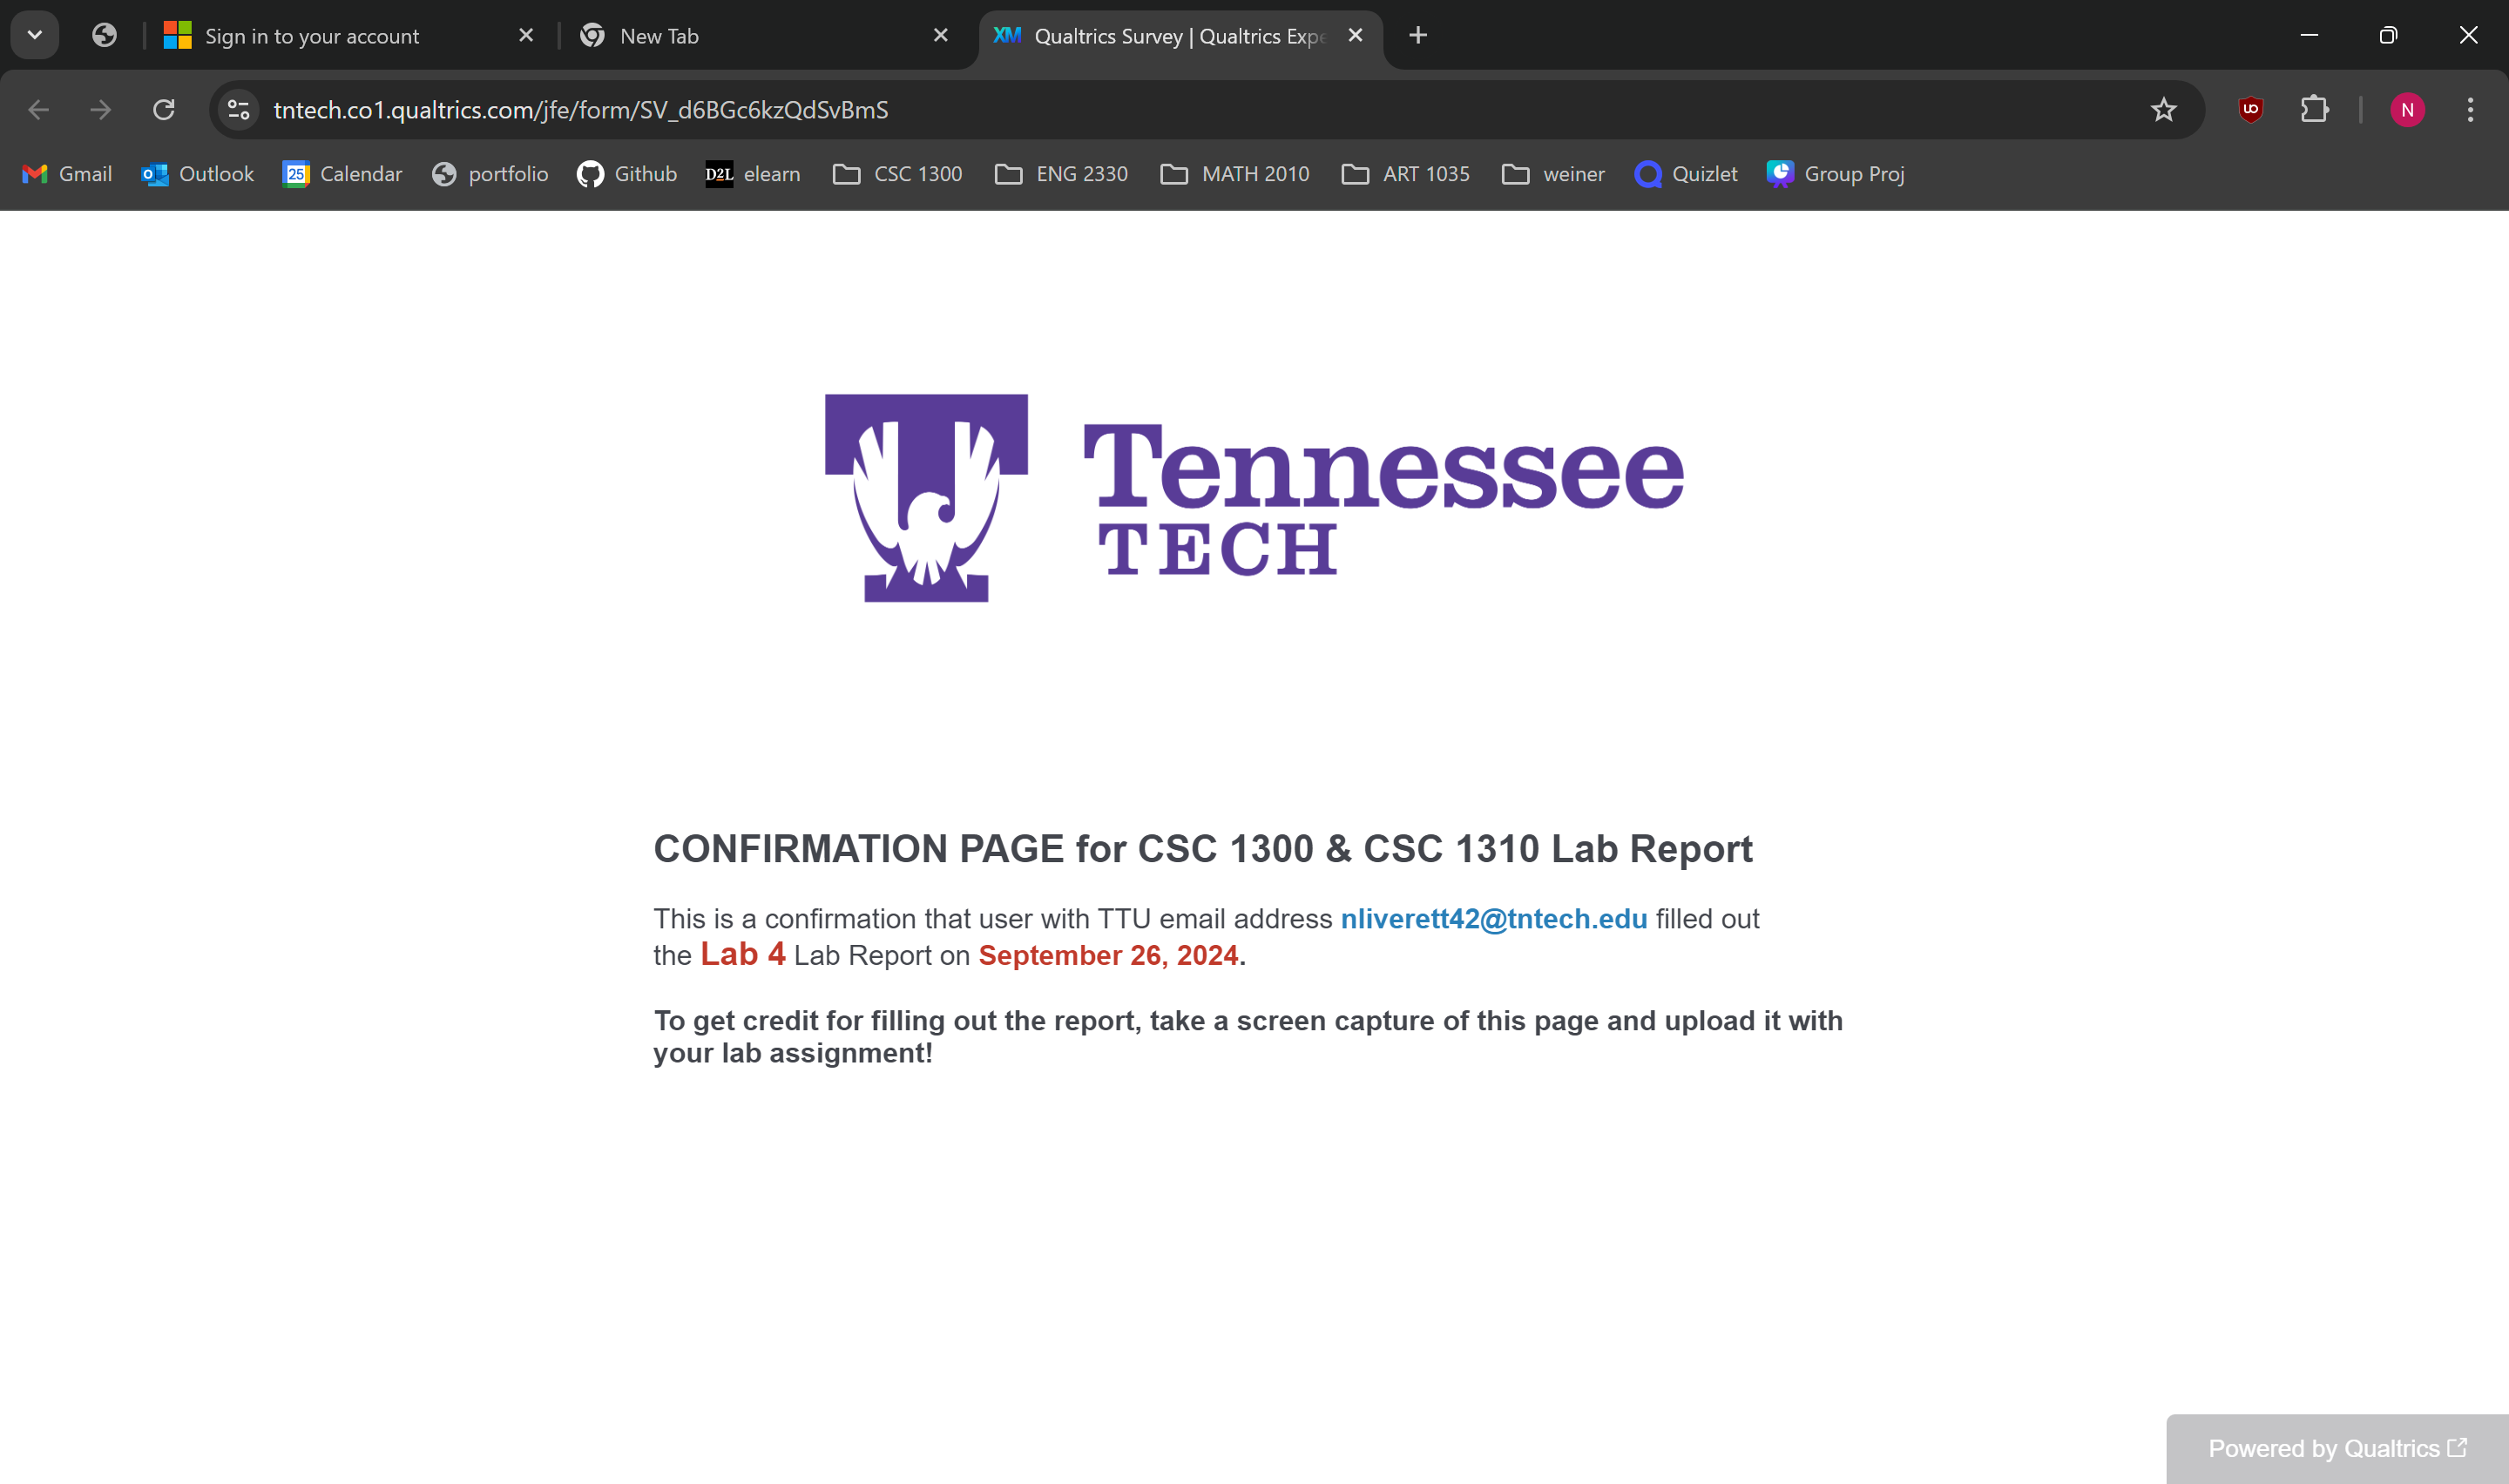 Sign in to your account
New Tab
XM Qualtrics Survey | Qualtrics Expe
tntech.co1.qualtrics.com/jfe/form/SV_d6BGc6kzQdSvBmS
UO
N
Gmail
Outlook
25 Calendar
portfolio
Github
D2L elearn
CSC 1300
ENG 2330
MATH 2010
ART 1035
weiner
Quizlet
Group Proj
Tennessee
TECH
CONFIRMATION PAGE for CSC 1300 & CSC 1310 Lab Report
This is a confirmation that user with TTU email address nliverett42@tntech.edu filled out
the Lab 4 Lab Report on September 26, 2024.
To get credit for filling out the report, take a screen capture of this page and upload it with
your lab assignment!
Powered by Qualtrics